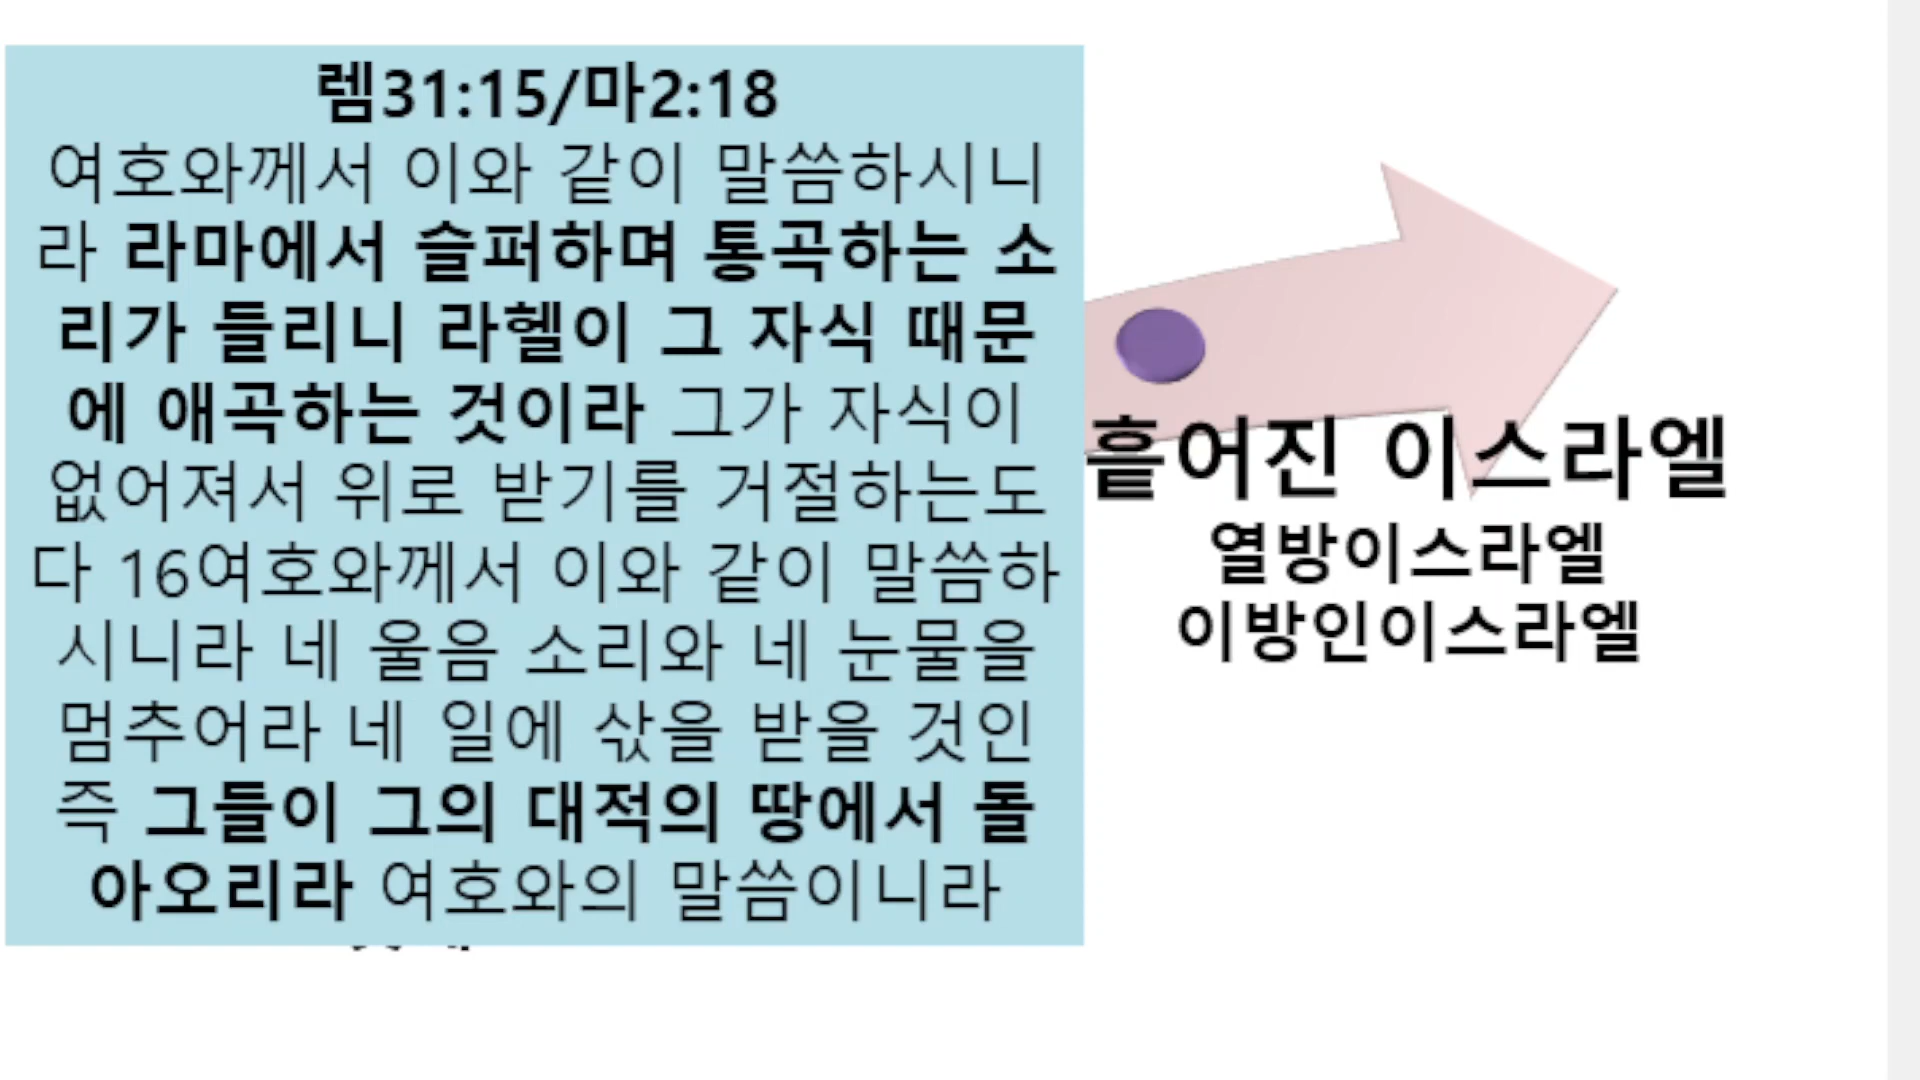 렘31:15/마2:18
여호와께서 이와 같이 말씀하시니
라 라마에서 슬퍼하며 통곡하는 소
리가 들리니 라헬이 그 자식 때문
에 애곡하는 것이라 그가 자식이
없어져서 위로 받기를 거절하는도
다 16여호와께서 이와 같이 말씀하
시니라 네 울음 소리와 네 눈물을
멈추어라 네 일에 삯을 받을 것인
즉 그들이 그의 대적의 땅에서 돌
아오리라 여호와의 말씀이니라
흩어진 이스라엘
열방이스라엘
이방인이스라엘